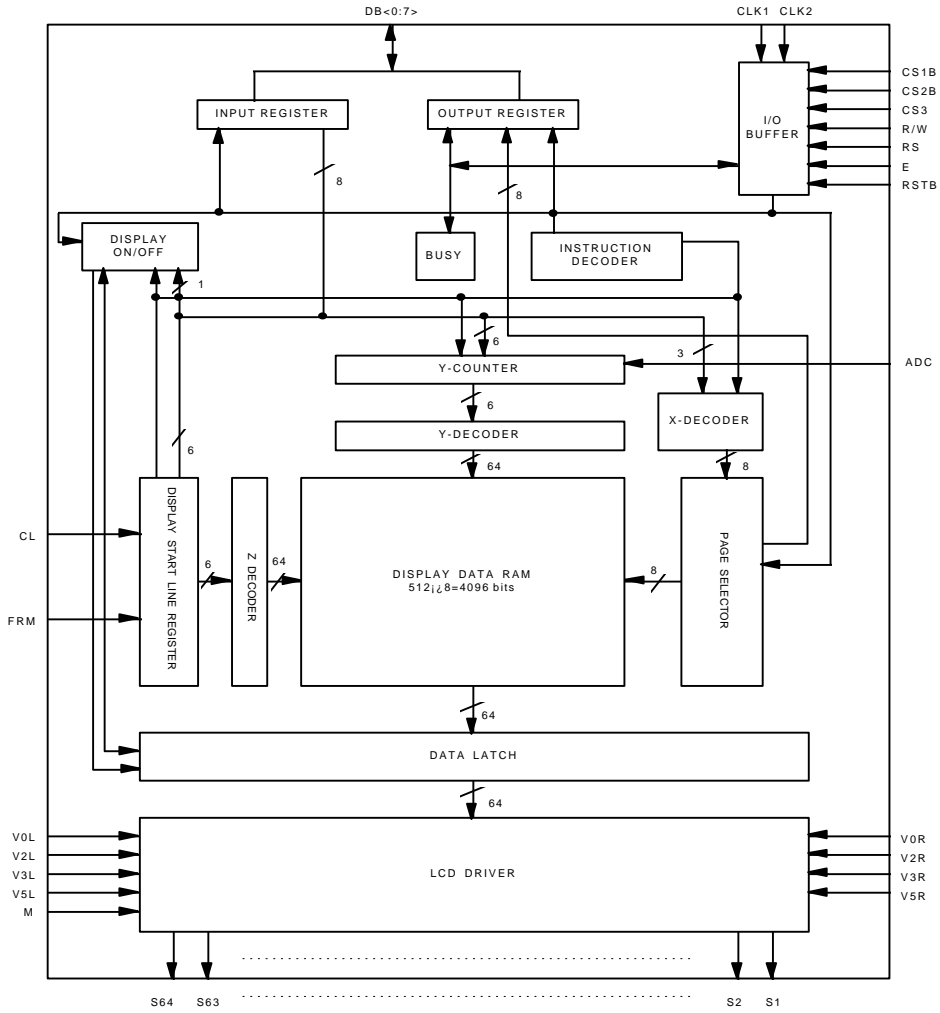 DB<0:7>
CLK1 CLK2
INPUT REGISTER
OUTPUT REGISTER
I/O
BUFFER
CS1B
CS2B
CS3
R/W
RS
E
RSTB
8
8
DISPLAY
ON/OFF
BUSY
INSTRUCTION
DECODER
1
6
3
Y-COUNTER
ADC
6
Y-DECODER
X-DECODER
6
64
8
CL
FRM
DISPLAY START LINE REGISTER
6
Z DECODER
64
DISPLAY DATA RAM
512¡¿8=4096 bits
8
PAGE SELECTOR
64
DATA LATCH
64
LCD DRIVER
V0L
V2L
V3L
V5L
M
V0R
V2R
V3R
V5R
S64 S63 S2 S1